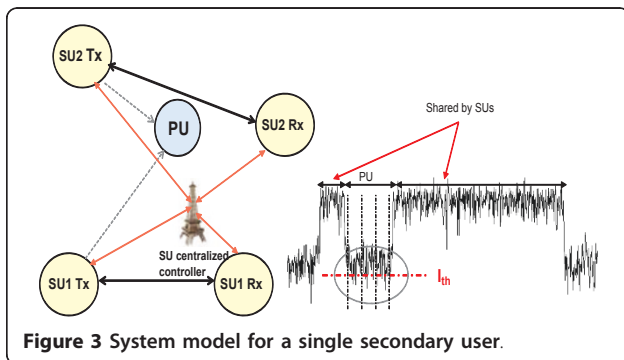 SU2 Tx
PU
SU2 Rx
SU centralized
controller
SU1 Tx
SU1 Rx
Shared by SUs
PU
Ith
Figure 3 System model for a single secondary user.